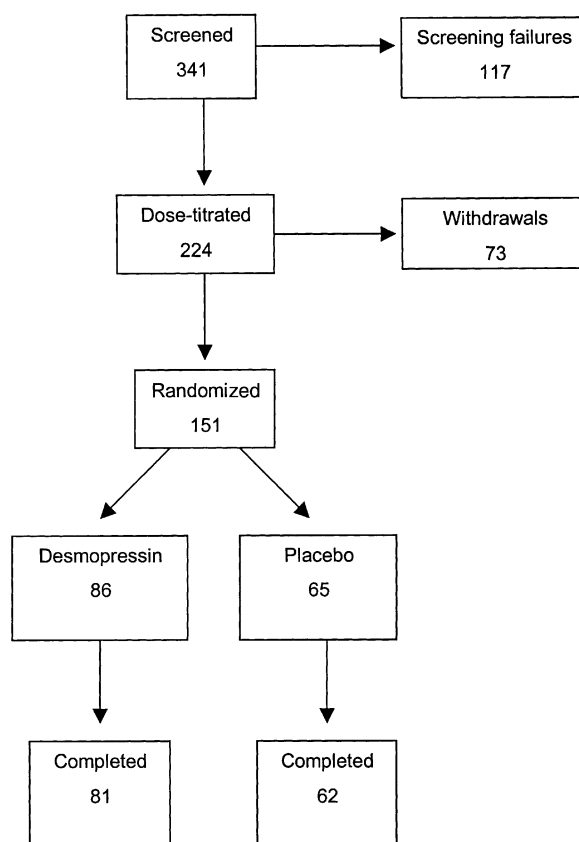 Screened
341
Screening failures
117
Dose-titrated
224
Withdrawals
73
Randomized
151
Desmopressin
86
Placebo
65
Completed
81
Completed
62